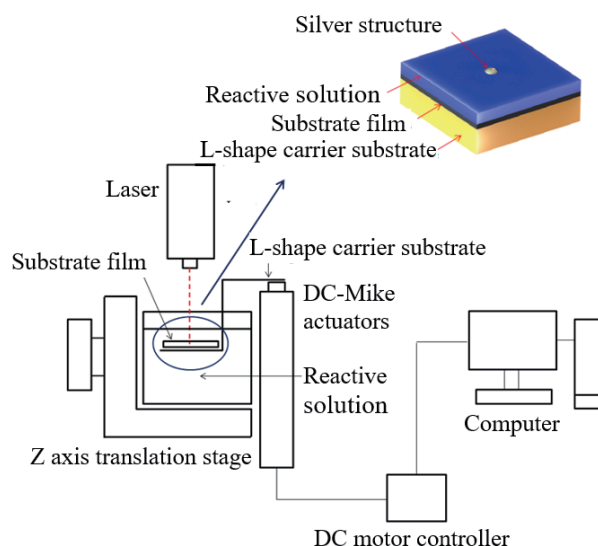 Silver structure
Reactive solution
Substrate film
L-shape carrier substrate
Laser
L-shape carrier substrate
Substrate film
DC-Mike
actuators
Reactive
solution
Computer
Z axis translation stage
DC motor controller